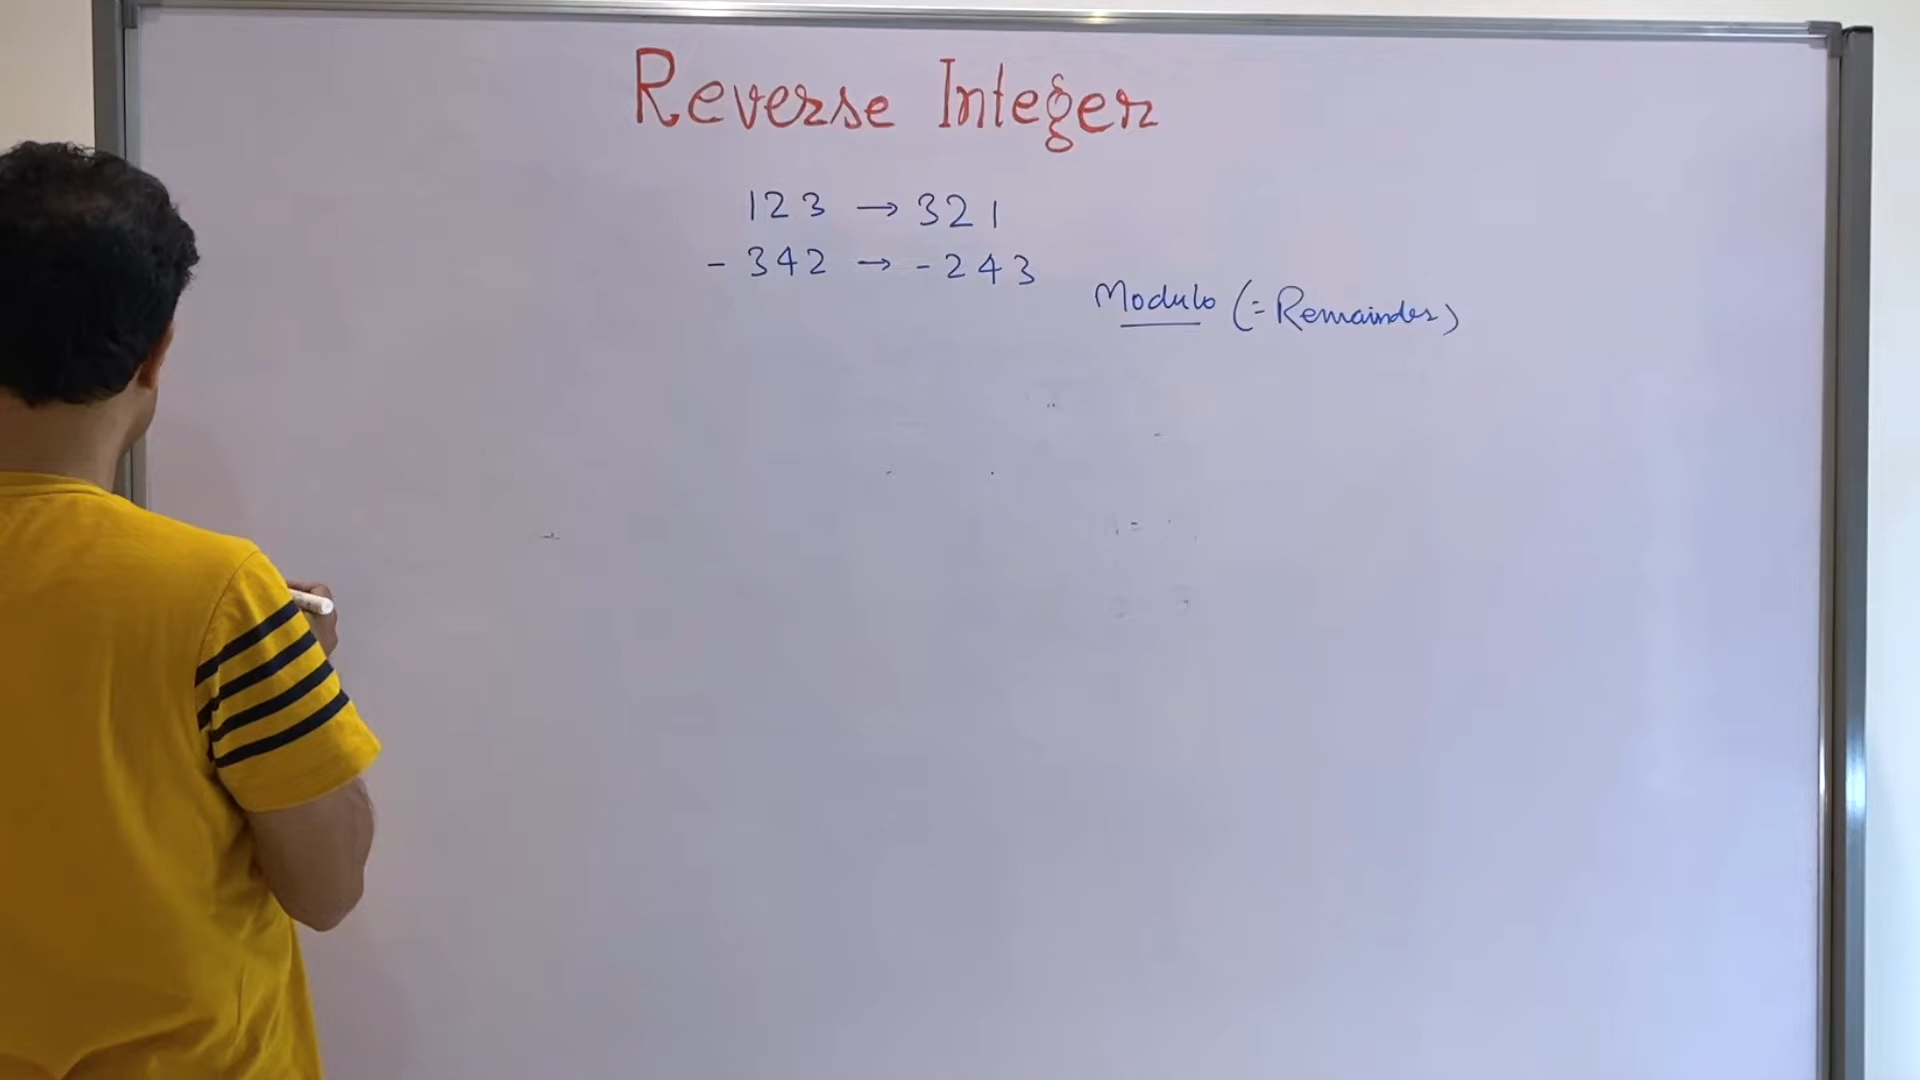 Reverse Integer
123 → 321
- 342 → - 243
Modulo (= Remainder)